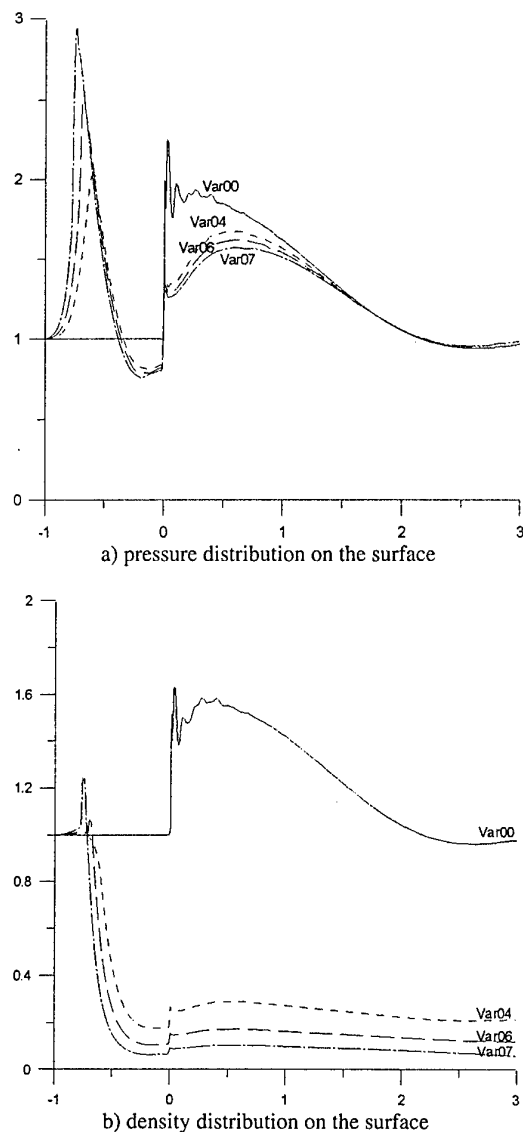 3
2
1
0
Var00
Var04
Var06
Var07
-1 0 1 2 3
a) pressure distribution on the surface
2
1.6
1.2
0.8
0.4
0
Var00
Var04
Var06
Var07
-1 0 1 2 3
b) density distribution on the surface